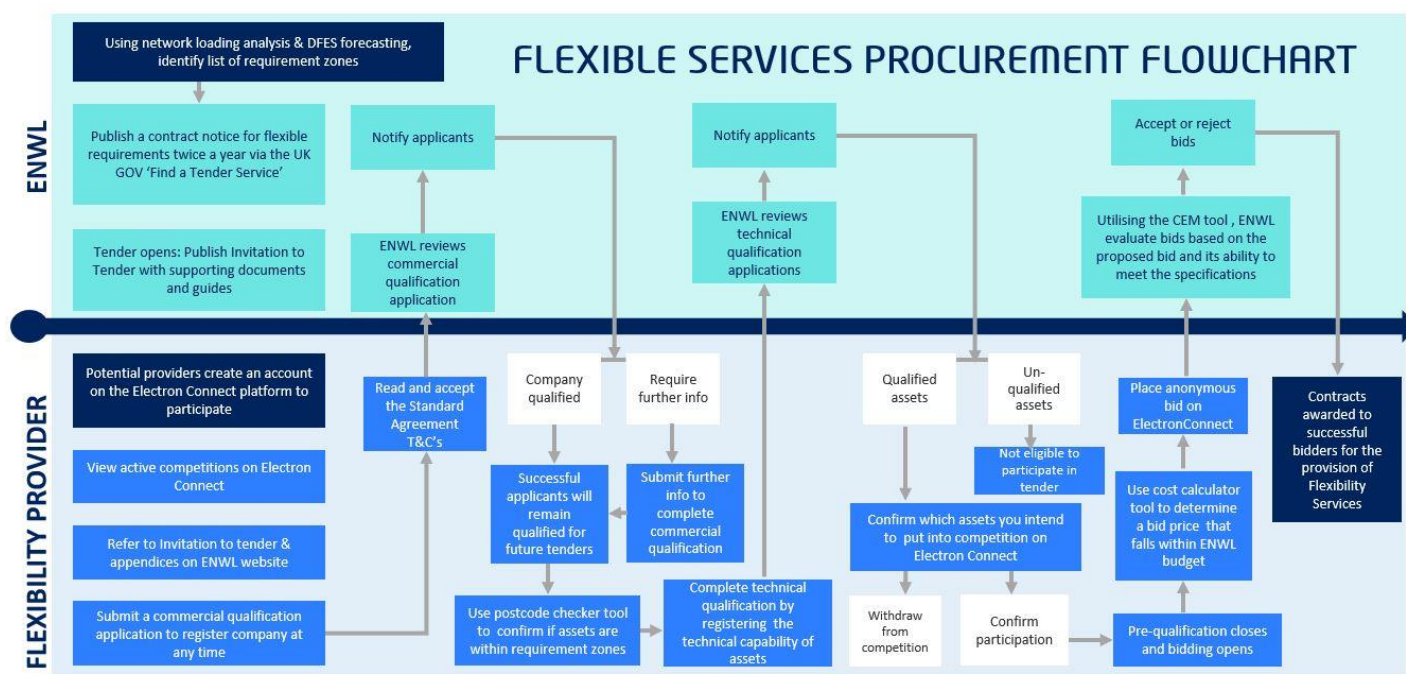 FLEXIBLE SERVICES PROCUREMENT FLOWCHART
ENWL
Using network loading analysis & DFES forecasting,
identify list of requirement zones
Publish a contract notice for flexible
requirements twice a year via the UK
GOV ‘Find a Tender Service’
Tender opens: Publish Invitation to
Tender with supporting documents
and guides
Notify applicants
ENWL reviews
commercial
qualification
application
Notify applicants
ENWL reviews
technical
qualification
applications
Accept or reject
bids
Utilising the CEM tool , ENWL
evaluate bids based on the
proposed bid and its ability to
meet the specifications
FLEXIBILITY PROVIDER
Potential providers create an account
on the Electron Connect platform to
participate
View active competitions on Electron
Connect
Refer to Invitation to tender &
appendices on ENWL website
Submit a commercial qualification
application to register company at
any time
Read and accept
the Standard
Agreement
T&C's
Company
qualified
Require
further info
Successful
applicants will
remain
qualified for
future tenders
Submit further
info to
complete
commercial
qualification
Use postcode checker tool
to confirm if assets are
within requirement zones
Complete technical
qualification by
registering the
technical capability of
assets
Qualified
assets
Un-
qualified
assets
Not eligible to
participate in
tender
Confirm which assets you intend
to put into competition on
Electron Connect
Withdraw
from
competition
Confirm
participation
Place anonymous
bid on
ElectronConnect
Use cost calculator
tool to determine
a bid price that
falls within ENWL
budget
Pre-qualification closes
and bidding opens
Contracts
awarded to
successful
bidders for the
provision of
Flexibility
Services